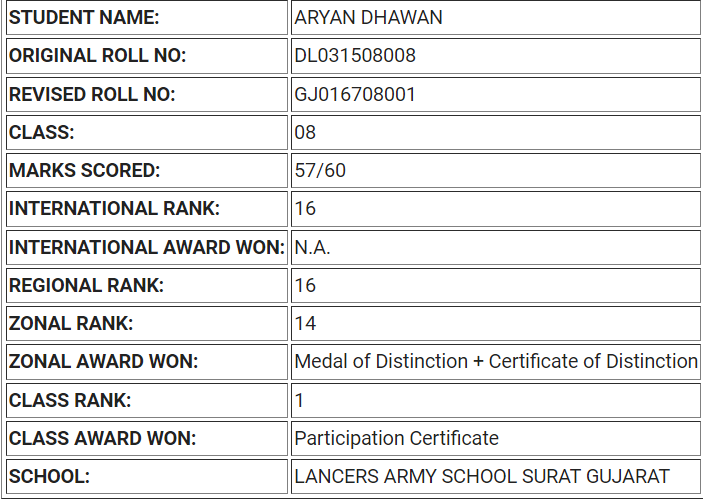 STUDENT NAME: ARYAN DHAWAN
ORIGINAL ROLL NO: DL031508008
REVISED ROLL NO: GJ016708001
CLASS: 08
MARKS SCORED: 57/60
INTERNATIONAL RANK: 16
INTERNATIONAL AWARD WON: N.A.
REGIONAL RANK: 16
ZONAL RANK: 14
ZONAL AWARD WON: Medal of Distinction + Certificate of Distinction
CLASS RANK: 1
CLASS AWARD WON: Participation Certificate
SCHOOL: LANCERS ARMY SCHOOL SURAT GUJARAT